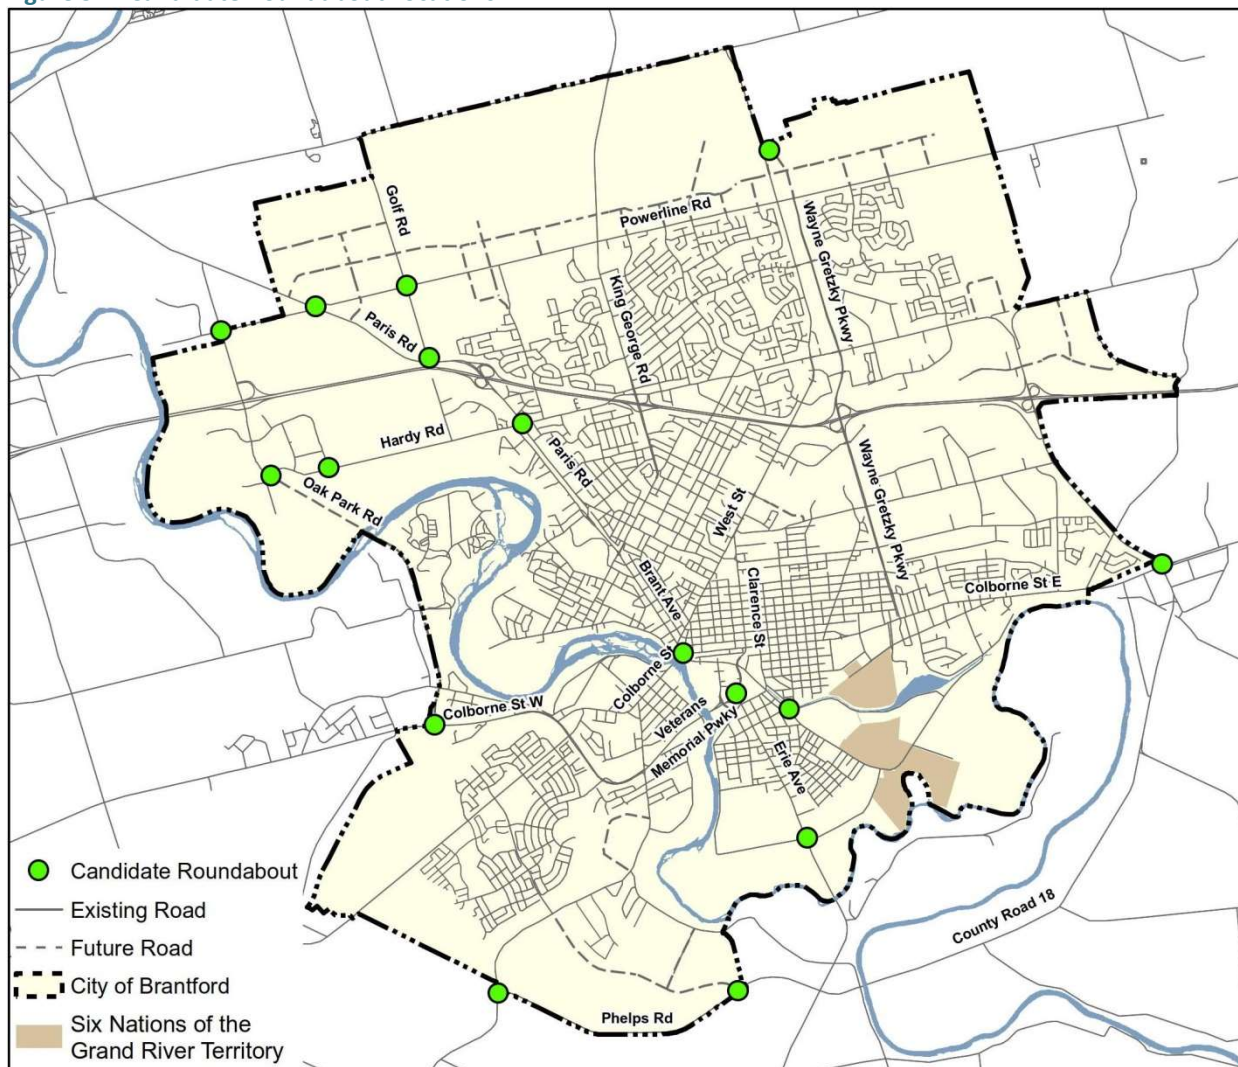 Golf Rd
Powerline Rd
Wayne Gretzky Pkwy
King George Rd
Paris Rd
Hardy Rd
Paris Rd
Oak Park Rd
West St
Wayne Gretzky Pkwy
Brant Ave
Clarence St
Colborne St E
Colborne St
Colborne St W
Veterans
Memorial Pwky
Erie Ave
County Road 18
Phelps Rd
Candidate Roundabout
Existing Road
Future Road
City of Brantford
Six Nations of the
Grand River Territory